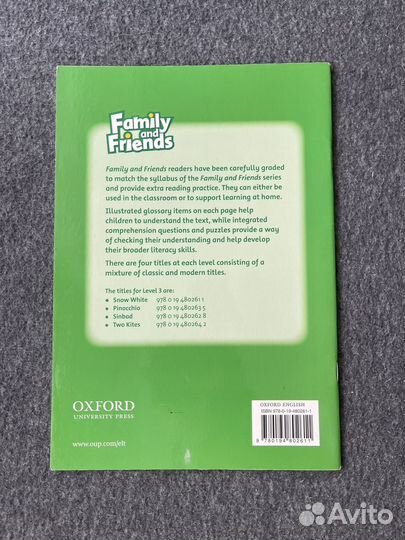 Family
and
Friends
Family and Friends readers have been carefully graded
to match the syllabus of the Family and Friends series
and provide extra reading practice. They can either be
used in the classroom or to support learning at home.
Illustrated glossary items on each page help
children to understand the text, while integrated
comprehension questions and puzzles provide a way
of checking their understanding and help develop
their broader literacy skills.
There are four titles at each level consisting of a
mixture of classic and modern titles.
The titles for Level 3 are:
• Snow White 978 0 19 480261 1
• Pinocchio 978 0 19 480263 5
• Sinbad 978 0 19 480262 8
• Two Kites 978 0 19 480264 2
OXFORD
UNIVERSITY PRESS
www.oup.com/elt
OXFORD ENGLISH
ISBN 978-0-19-480261-1
9 780194 802611
Avito